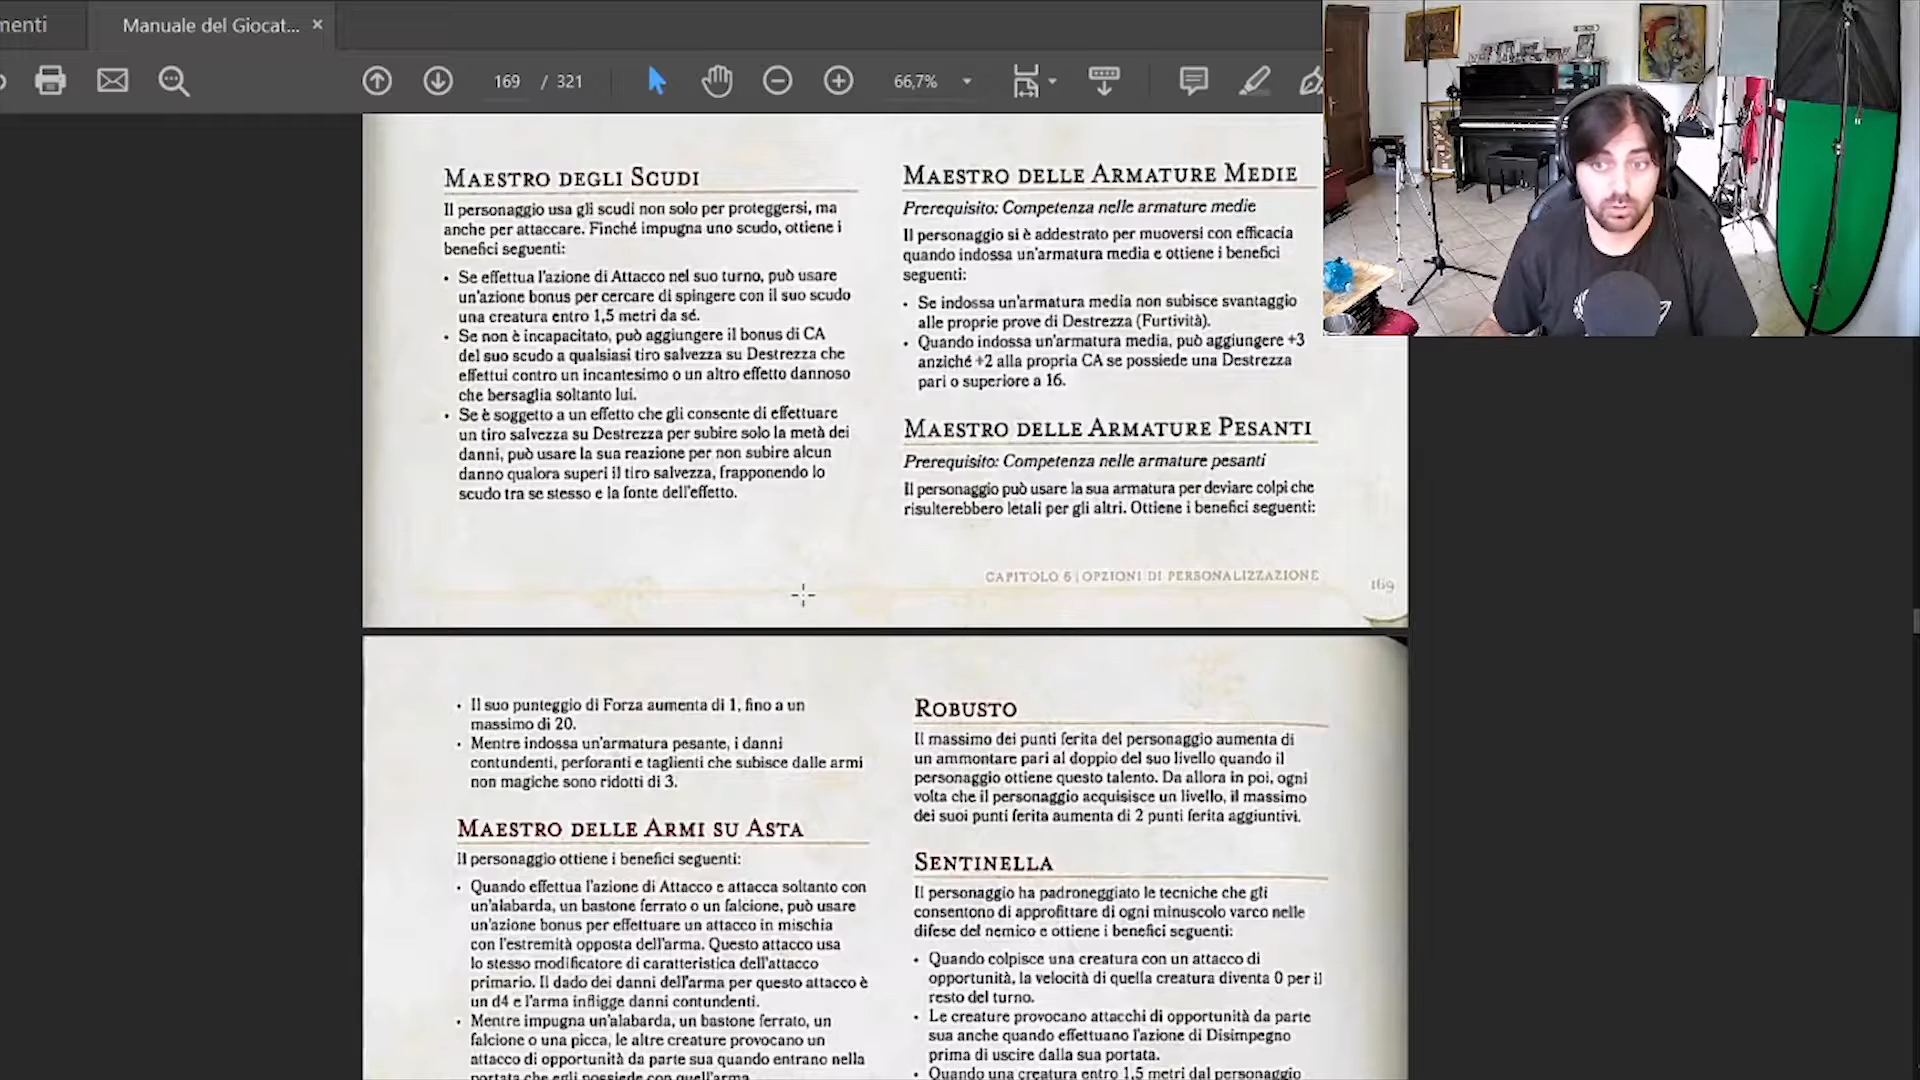 menti
Manuale del Giocat... ×
169 / 321
66,7%
MAESTRO DEGLI SCUDI
Il personaggio usa gli scudi non solo per proteggersi, ma
anche per attaccare. Finché impugna uno scudo, ottiene i
benefici seguenti:
• Se effettua l'azione di Attacco nel suo turno, può usare
un'azione bonus per cercare di spingere con il suo scudo
una creatura entro 1,5 metri da sé.
• Se non è incapacitato, può aggiungere il bonus di CA
del suo scudo a qualsiasi tiro salvezza su Destrezza che
effettui contro un incantesimo o un altro effetto dannoso
che bersaglia soltanto lui.
• Se è soggetto a un effetto che gli consente di effettuare
un tiro salvezza su Destrezza per subire solo la metà dei
danni, può usare la sua reazione per non subire alcun
danno qualora superi il tiro salvezza, frapponendo lo
scudo tra se stesso e la fonte dell'effetto.
MAESTRO DELLE ARMATURE MEDIE
Prerequisito: Competenza nelle armature medie
Il personaggio si è addestrato per muoversi con efficacia
quando indossa un'armatura media e ottiene i benefici
seguenti:
• Se indossa un'armatura media non subisce svantaggio
alle proprie prove di Destrezza (Furtività).
• Quando indossa un'armatura media, può aggiungere +3
anziché +2 alla propria CA se possiede una Destrezza
pari o superiore a 16.
MAESTRO DELLE ARMATURE PESANTI
Prerequisito: Competenza nelle armature pesanti
Il personaggio può usare la sua armatura per deviare colpi che
risulterebbero letali per gli altri. Ottiene i benefici seguenti:
CAPITOLO 6 | OPZIONI DI PERSONALIZZAZIONE
169
• Il suo punteggio di Forza aumenta di 1, fino a un
massimo di 20.
• Mentre indossa un'armatura pesante, i danni
contundenti, perforanti e taglienti che subisce dalle armi
non magiche sono ridotti di 3.
MAESTRO DELLE ARMI SU ASTA
Il personaggio ottiene i benefici seguenti:
• Quando effettua l'azione di Attacco e attacca soltanto con
un'alabarda, un bastone ferrato o un falcione, può usare
un'azione bonus per effettuare un attacco in mischia
con l'estremità opposta dell'arma. Questo attacco usa
lo stesso modificatore di caratteristica dell'attacco
primario. Il dado dei danni dell'arma per questo attacco è
un d4 e l'arma infligge danni contundenti.
• Mentre impugna un'alabarda, un bastone ferrato, un
falcione o una picca, le altre creature provocano un
attacco di opportunità da parte sua quando entrano nella
portata che egli possiede con quell'arma.
ROBUSTO
Il massimo dei punti ferita del personaggio aumenta di
un ammontare pari al doppio del suo livello quando il
personaggio ottiene questo talento. Da allora in poi, ogni
volta che il personaggio acquisisce un livello, il massimo
dei suoi punti ferita aumenta di 2 punti ferita aggiuntivi.
SENTINELLA
Il personaggio ha padroneggiato le tecniche che gli
consentono di approfittare di ogni minuscolo varco nelle
difese del nemico e ottiene i benefici seguenti:
• Quando colpisce una creatura con un attacco di
opportunità, la velocità di quella creatura diventa 0 per il
resto del turno.
• Le creature provocano attacchi di opportunità da parte
sua anche quando effettuano l'azione di Disimpegno
prima di uscire dalla sua portata.
• Quando una creatura entro 1,5 metri dal personaggio